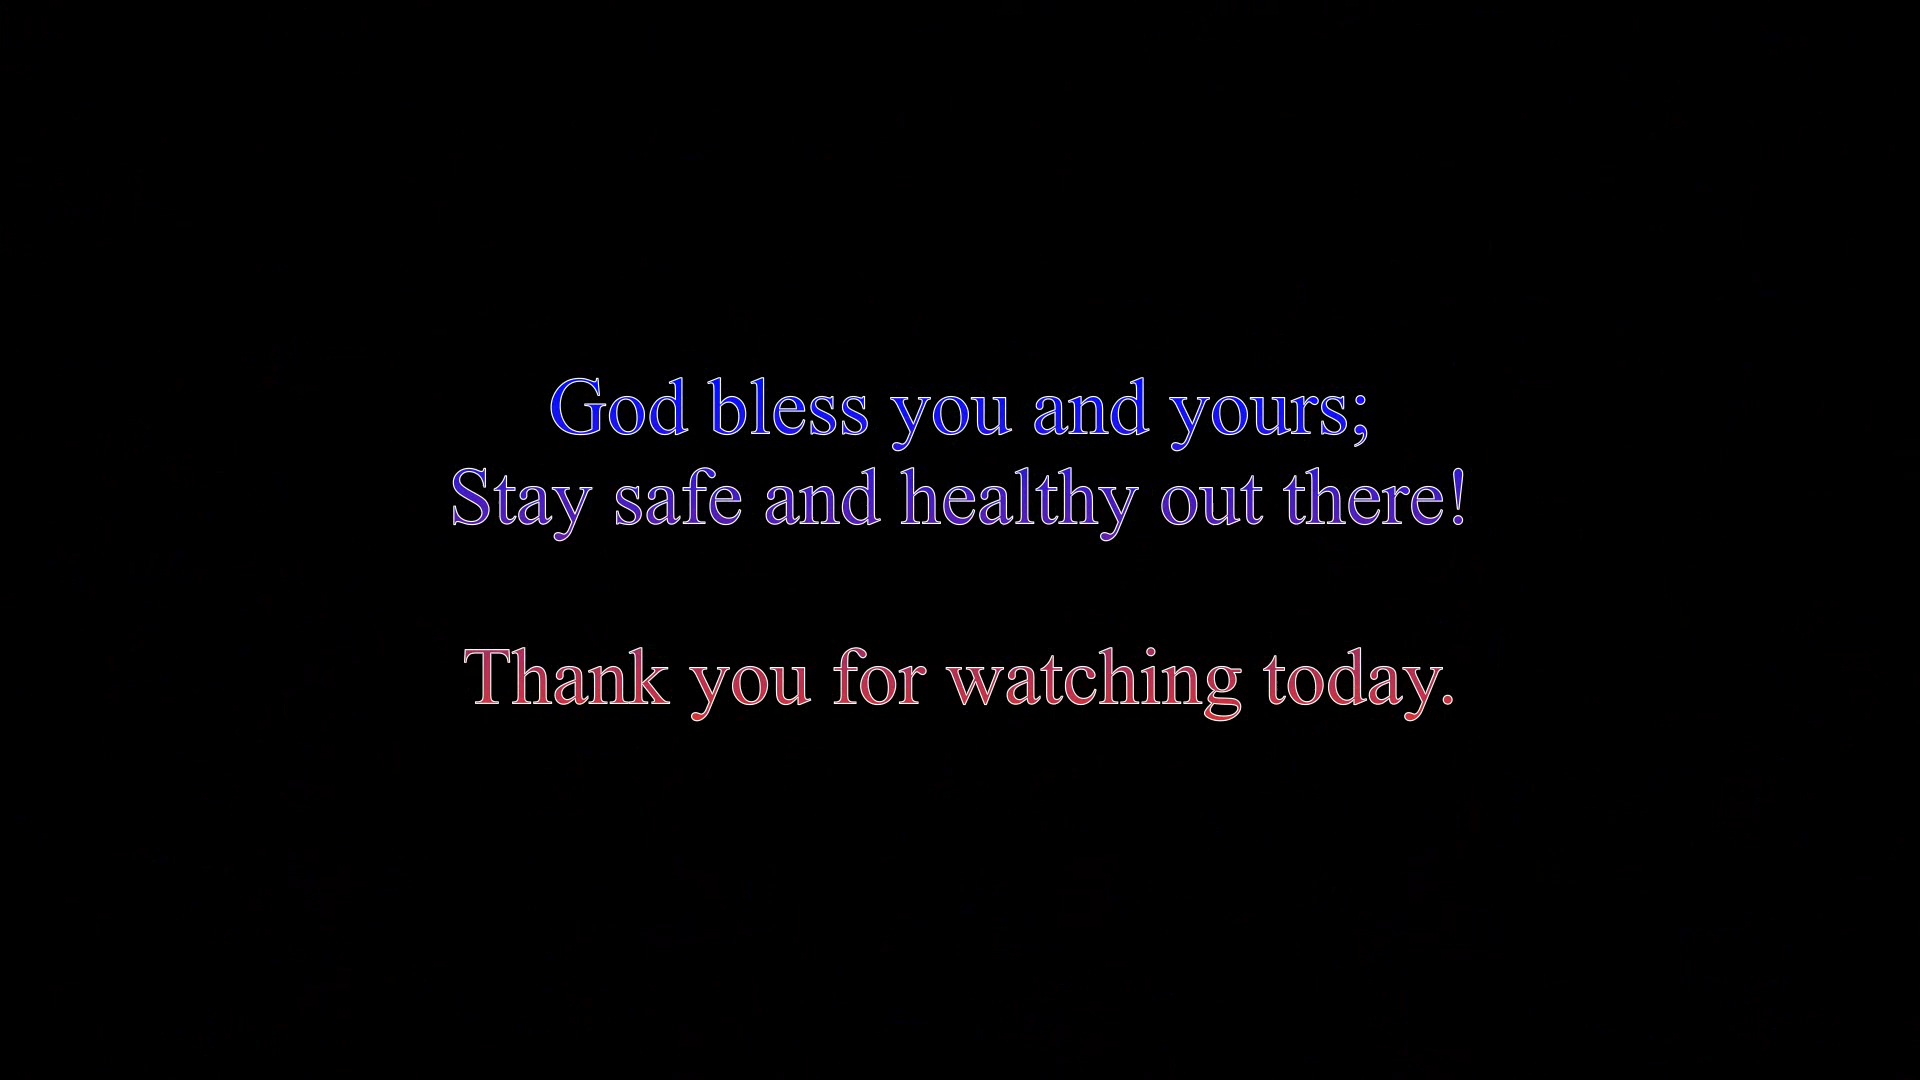 God bless you and yours;
Stay safe and healthy out there!
Thank you for watching today.